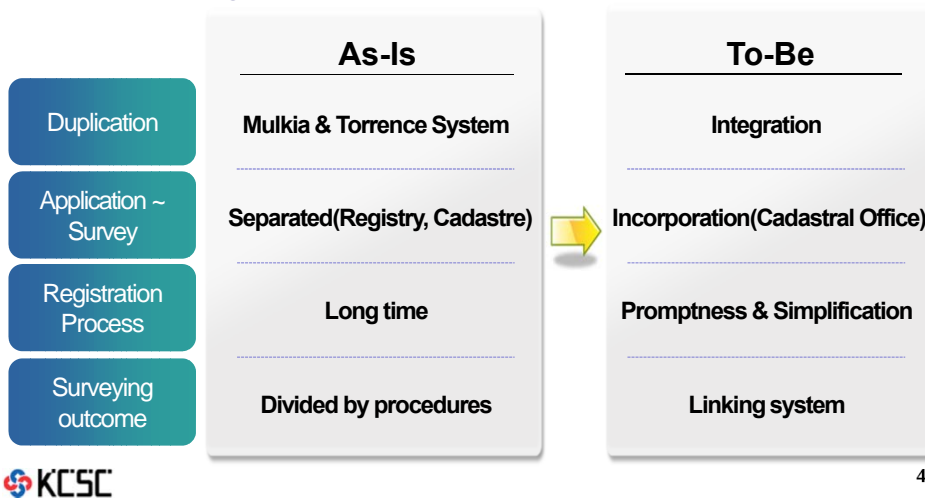 As-Is
To-Be
Duplication
Mulkia & Torrence System
Integration
Application ~
Survey
Separated(Registry, Cadastre)
Incorporation(Cadastral Office)
Registration
Process
Long time
Promptness & Simplification
Surveying
outcome
Divided by procedures
Linking system
KCSC
4